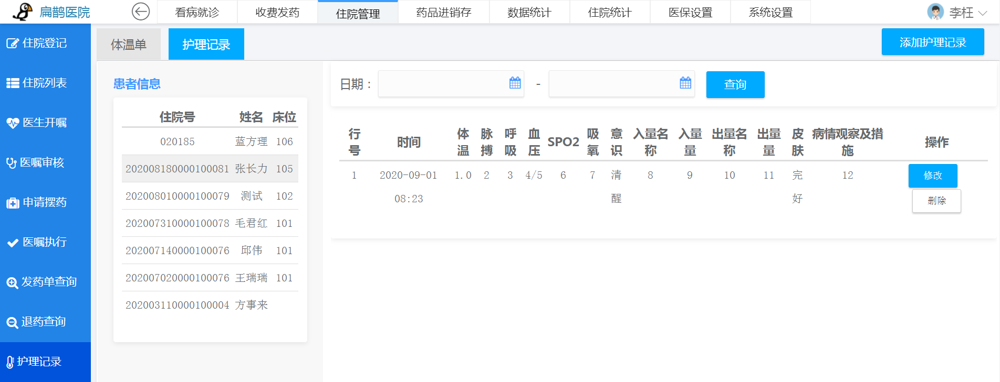 扁鹊医院
看病就诊 收费发药 住院管理 药品进销存 数据统计 住院统计 医保设置 系统设置 李枉
住院登记
住院列表
医生开嘱
医嘱审核
申请摆药
医嘱执行
发药单查询
退药查询
护理记录
体温单 护理记录 添加护理记录
患者信息
住院号 姓名 床位
020185 蓝方理 106
202008180000100081 张长力 105
202008010000100079 测试 102
202007310000100078 毛君红 101
202007140000100076 邱伟 101
202007020000100076 王瑞瑞 101
202003110000100004 方事来
日期： - 查询
行号 时间 体温 脉搏 呼吸 血压 SPO2 吸氧 意识 入量名称 入量量 出量名称 出量量 皮肤 病情观察及措施 操作
1 2020-09-01 08:23 1.0 2 3 4/5 6 7 清醒 8 9 10 11 完好 12 修改
删除